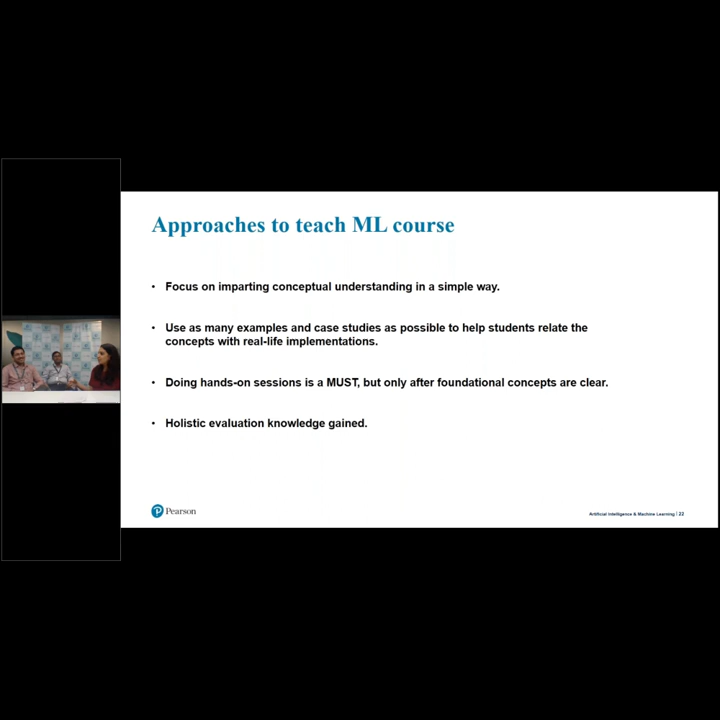 Approaches to teach ML course
• Focus on imparting conceptual understanding in a simple way.
• Use as many examples and case studies as possible to help students relate the
concepts with real-life implementations.
• Doing hands-on sessions is a MUST, but only after foundational concepts are clear.
• Holistic evaluation knowledge gained.
P Pearson
Artificial Intelligence & Machine Learning | 22